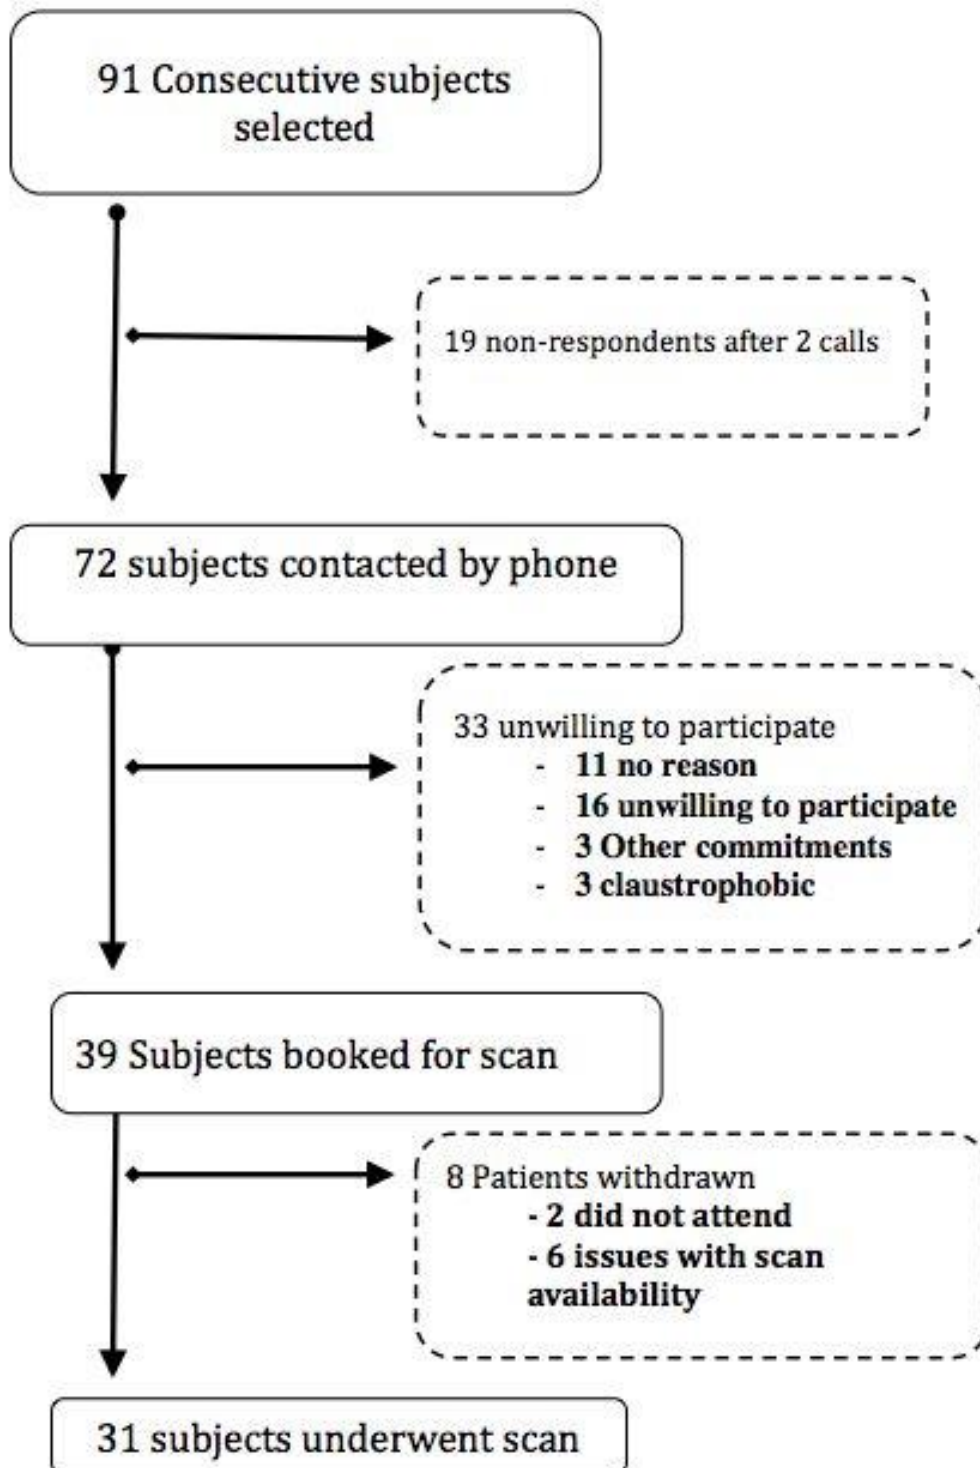 91 Consecutive subjects
selected
19 non-respondents after 2 calls
72 subjects contacted by phone
33 unwilling to participate
- 11 no reason
- 16 unwilling to participate
- 3 Other commitments
- 3 claustrophobic
39 Subjects booked for scan
8 Patients withdrawn
- 2 did not attend
- 6 issues with scan
availability
31 subjects underwent scan